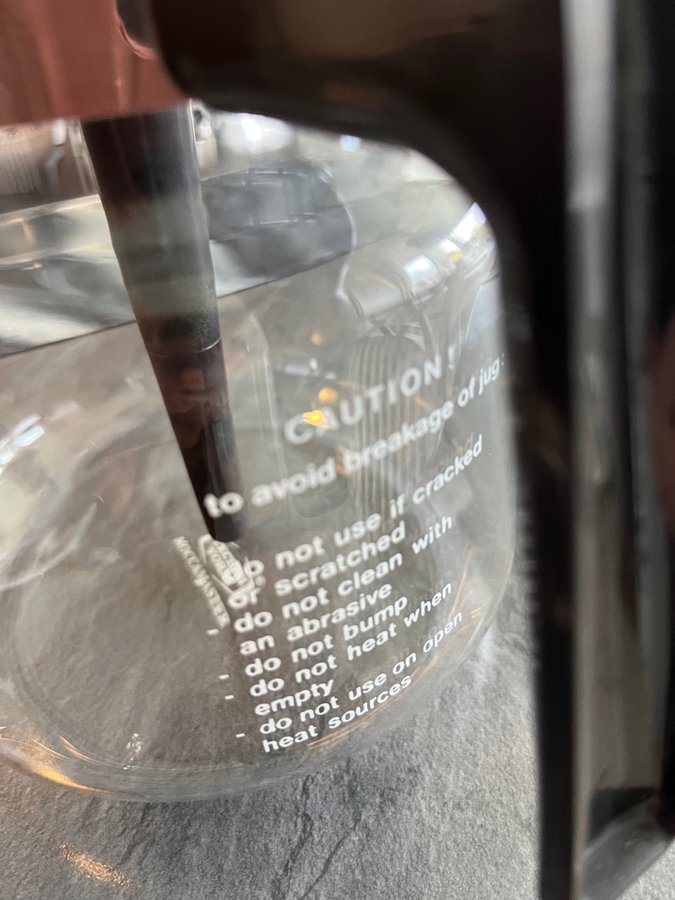 CAUTION!
to avoid breakage of jug:
do not use if cracked
or scratched
- do not clean with
an abrasive
- do not bump
- do not heat when
empty
- do not use on open
heat sources
MOCCAMASTER